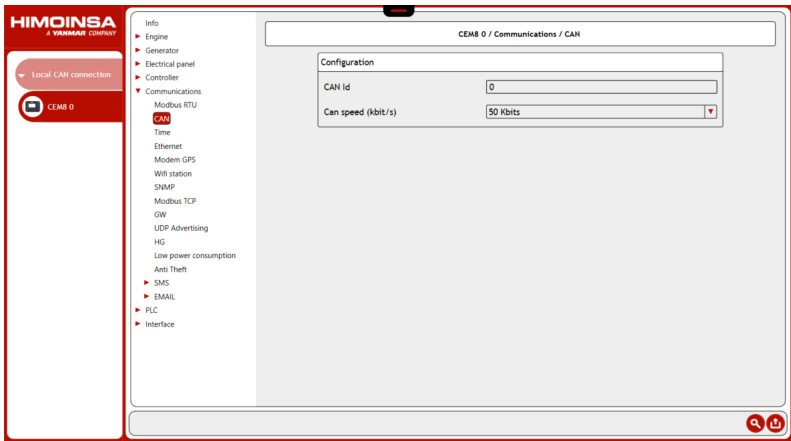 HIMOINSA
A YANMAR COMPANY
Local CAN connection
CEM8 0
Info
Engine
Generator
Electrical panel
Controller
Communications
Modbus RTU
CAN
Time
Ethernet
Modem GPS
Wifi station
SNMP
Modbus TCP
GW
UDP Advertising
HG
Low power consumption
Anti Theft
SMS
EMAIL
PLC
Interface
CEM8 0 / Communications / CAN
Configuration
CAN Id 0
Can speed (kbit/s) 50 Kbits